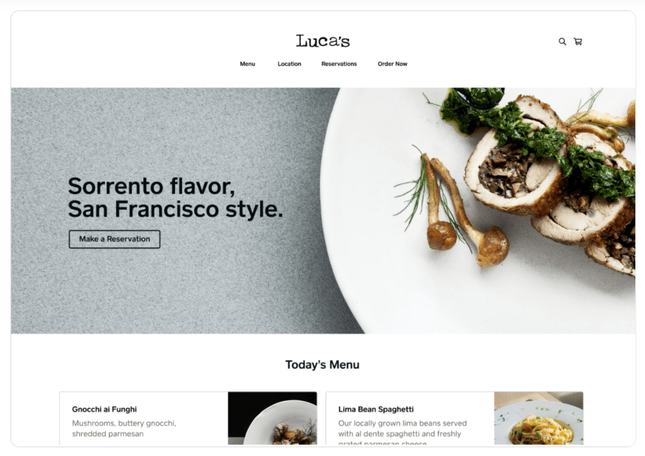 Luca's
Menu Location Reservations Order Now
Sorrento flavor,
San Francisco style.
Make a Reservation
Today's Menu
Gnocchi ai Funghi
Mushrooms, buttery gnocchi,
shredded parmesan
Lima Bean Spaghetti
Our locally grown lima beans served
with al dente spaghetti and freshly
grated parmesan cheese